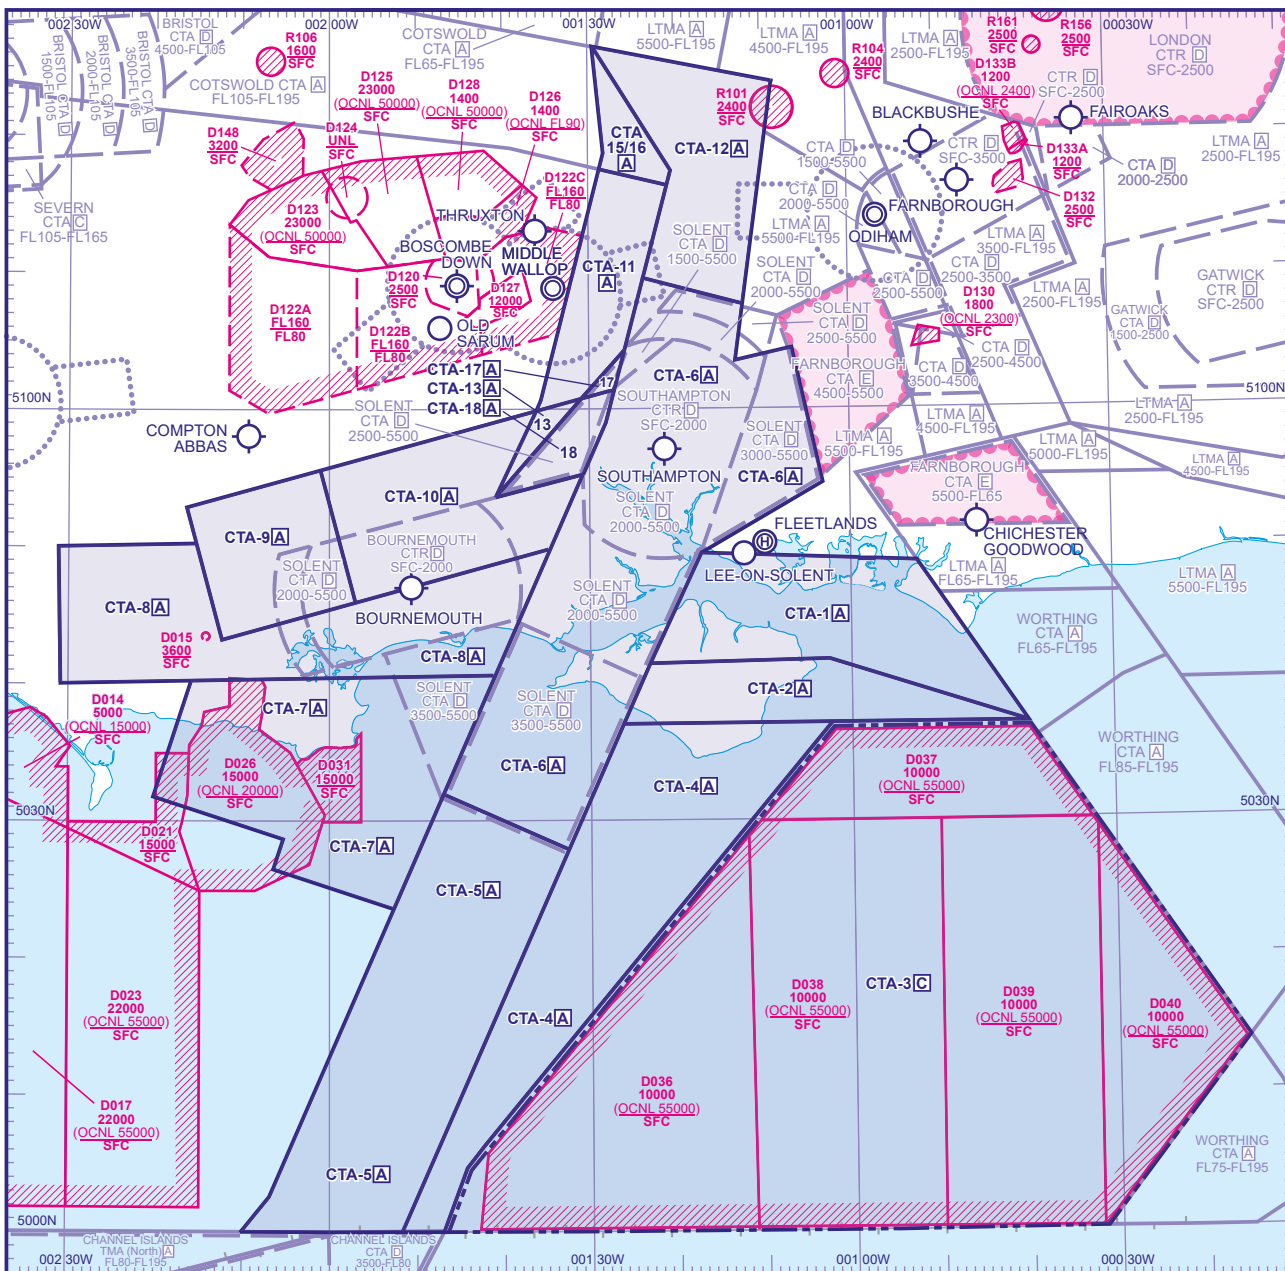 002 30W
002 00W
001 30W
001 00W
000 30W
BRISTOL
CTA D
4500-FL105
BRISTOL CTA D
1500-FL105
BRISTOL CTA D
2000-FL105
BRISTOL CTA D
3500-FL105
R106
1600
SFC
COTSWOLD
CTA A
FL65-FL195
COTSWOLD CTA A
FL105-FL195
LTMA A
5500-FL195
LTMA A
4500-FL195
LTMA A
2500-FL195
R104
2400
SFC
R161
2500
SFC
R156
2500
SFC
D133B
1200
(OCNL 2400)
SFC
LONDON
CTR D
SFC-2500
CTR D
SFC-2500
FAIROAKS
BLACKBUSHE
D125
23000
(OCNL 50000)
SFC
D128
1400
(OCNL 50000)
SFC
D126
1400
(OCNL FL90)
SFC
R101
2400
SFC
D148
3200
SFC
D124
UNL
SFC
CTA
15/16
A
CTA-12 A
CTA D
1500-5500
CTR D
SFC-3500
D133A
1200
SFC
LTMA A
2500-FL195
CTA D
2000-2500
D122C
FL160
FL80
CTA D
2000-5500
D132
2500
SFC
FARNBOROUGH
SEVERN
CTA C
FL105-FL165
D123
23000
(OCNL 50000)
SFC
THRUXTON
LTMA A
5500-FL195
ODIHAM
LTMA A
3500-FL195
BOSCOMBE
DOWN
MIDDLE
WALLOP
SOLENT
CTA D
1500-5500
SOLENT
CTA D
2000-5500
CTA-11
A
CTA D
2500-3500
CTA D
2500-5500
D120
2500
SFC
D127
12000
SFC
D130
1800
(OCNL 2300)
SFC
LTMA A
2500-FL195
GATWICK
CTR D
SFC-2500
GATWICK
CTA D
1500-2500
D122A
FL160
FL80
D122B
FL160
FL80
OLD
SARUM
SOLENT
CTA D
2500-5500
CTA D
2500-4500
CTA-17 A
CTA-13 A
CTA-18 A
17
13
18
CTA-6 A
FARNBOROUGH
CTA E
4500-5500
CTA D
3500-4500
5100N
5100N
SOLENT
CTA D
2500-5500
SOUTHAMPTON
CTR D
SFC-2000
LTMA A
4500-FL195
LTMA A
2500-FL195
COMPTON
ABBAS
SOLENT
CTA D
3000-5500
LTMA A
5500-FL195
LTMA A
5000-FL195
LTMA A
4500-FL195
SOUTHAMPTON
CTA-6 A
FARNBOROUGH
CTA E
5500-FL65
CTA-10 A
SOLENT
CTA D
2000-5500
CTA-9 A
BOURNEMOUTH
CTR D
SFC-2000
FLEETLANDS
H
CHICHESTER
GOODWOOD
LEE-ON-SOLENT
SOLENT
CTA D
2000-5500
SOLENT
CTA D
2000-5500
LTMA A
FL65-FL195
LTMA A
5500-FL195
CTA-8 A
BOURNEMOUTH
CTA-1 A
WORTHING
CTA A
FL65-FL195
D015
3600
SFC
CTA-8 A
CTA-2 A
D014
5000
(OCNL 15000)
SFC
CTA-7 A
SOLENT
CTA D
3500-5500
SOLENT
CTA D
3500-5500
WORTHING
CTA A
FL85-FL195
D026
15000
(OCNL 20000)
SFC
D031
15000
SFC
CTA-6 A
CTA-4 A
D037
10000
(OCNL 55000)
SFC
5030N
5030N
D021
15000
SFC
CTA-7 A
CTA-5 A
D023
22000
(OCNL 55000)
SFC
D038
10000
(OCNL 55000)
SFC
CTA-3 C
D039
10000
(OCNL 55000)
SFC
D040
10000
(OCNL 55000)
SFC
CTA-4 A
D036
10000
(OCNL 55000)
SFC
D017
22000
(OCNL 55000)
SFC
CTA-5 A
WORTHING
CTA A
FL75-FL195
5000N
CHANNEL ISLANDS
TMA (North) A
FL80-FL195
CHANNEL ISLANDS
CTA D
3500-FL80
002 30W
002 00W
001 30W
001 00W
000 30W